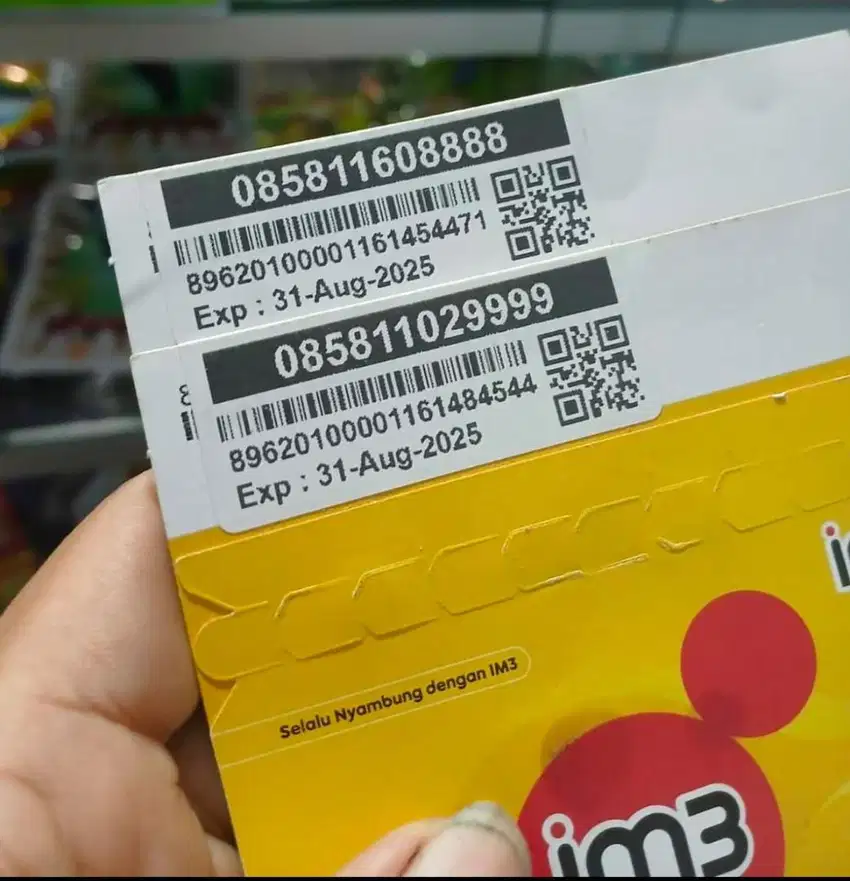 085811608888
89620100001161454471
Exp : 31-Aug-2025
085811029999
89620100001161484544
Exp : 31-Aug-2025
Selalu Nyambung dengan IM3
im3